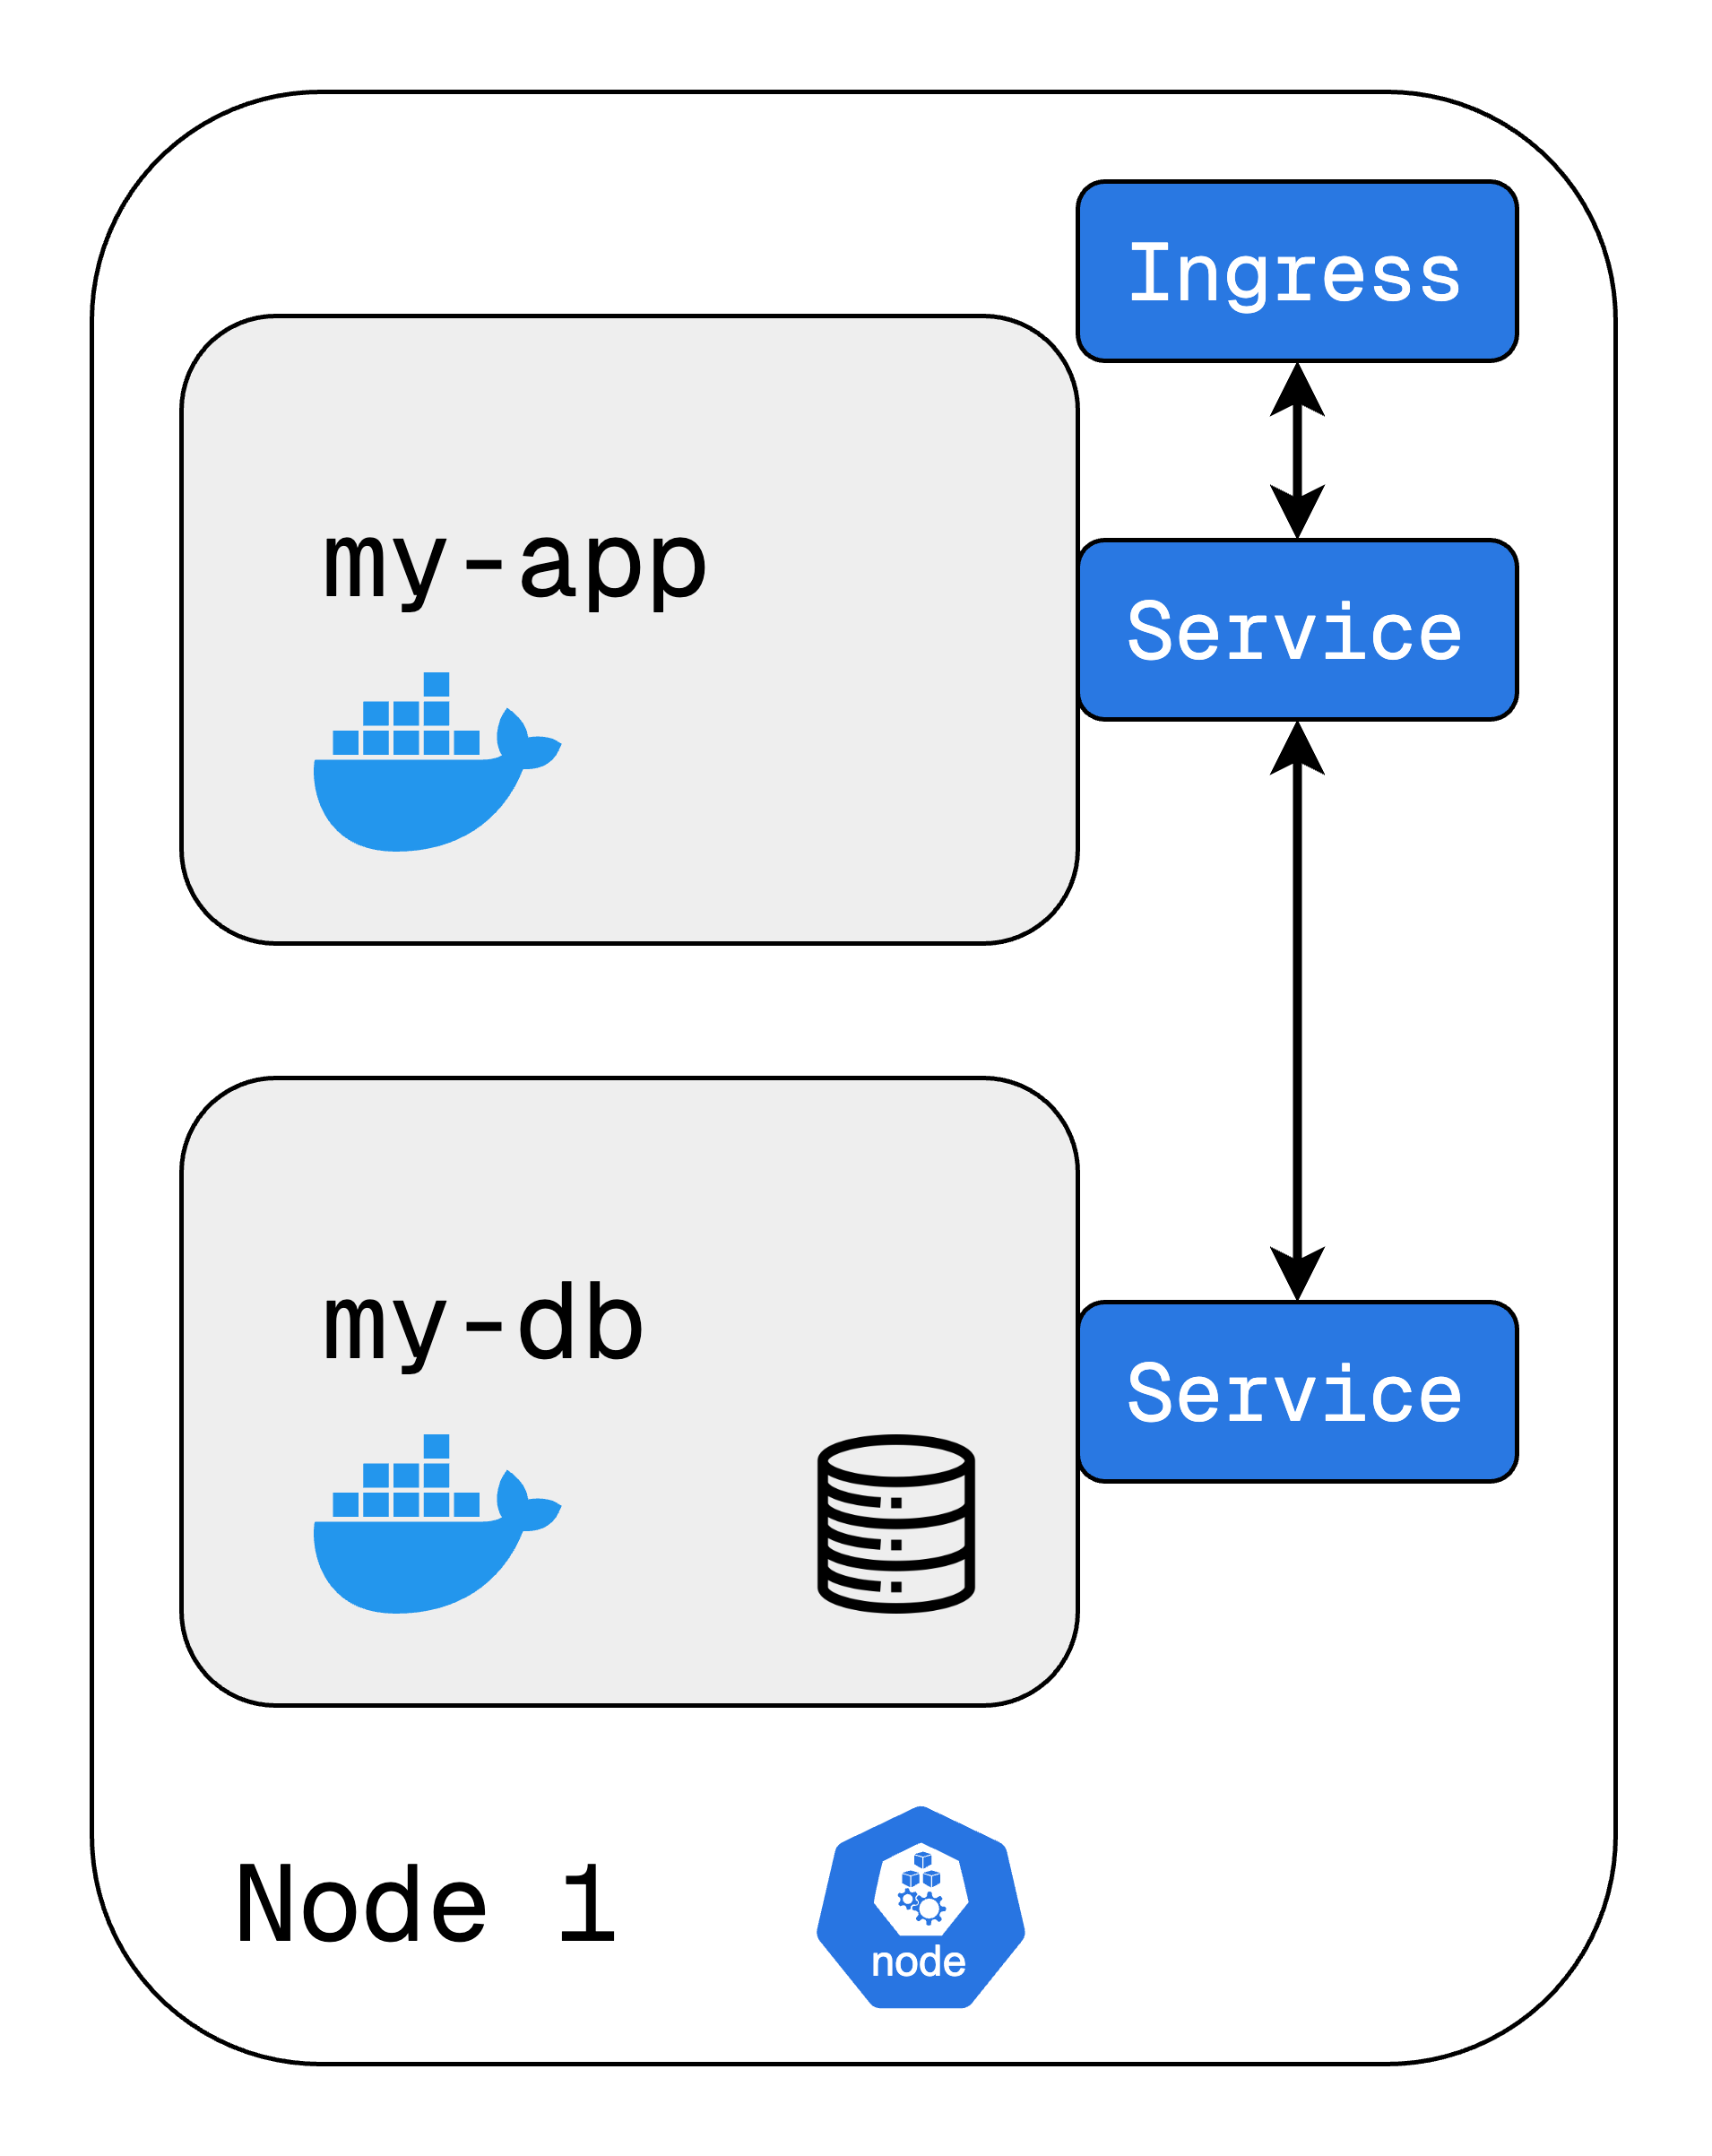 Ingress
my-app
Service
my-db
Service
Node 1
node